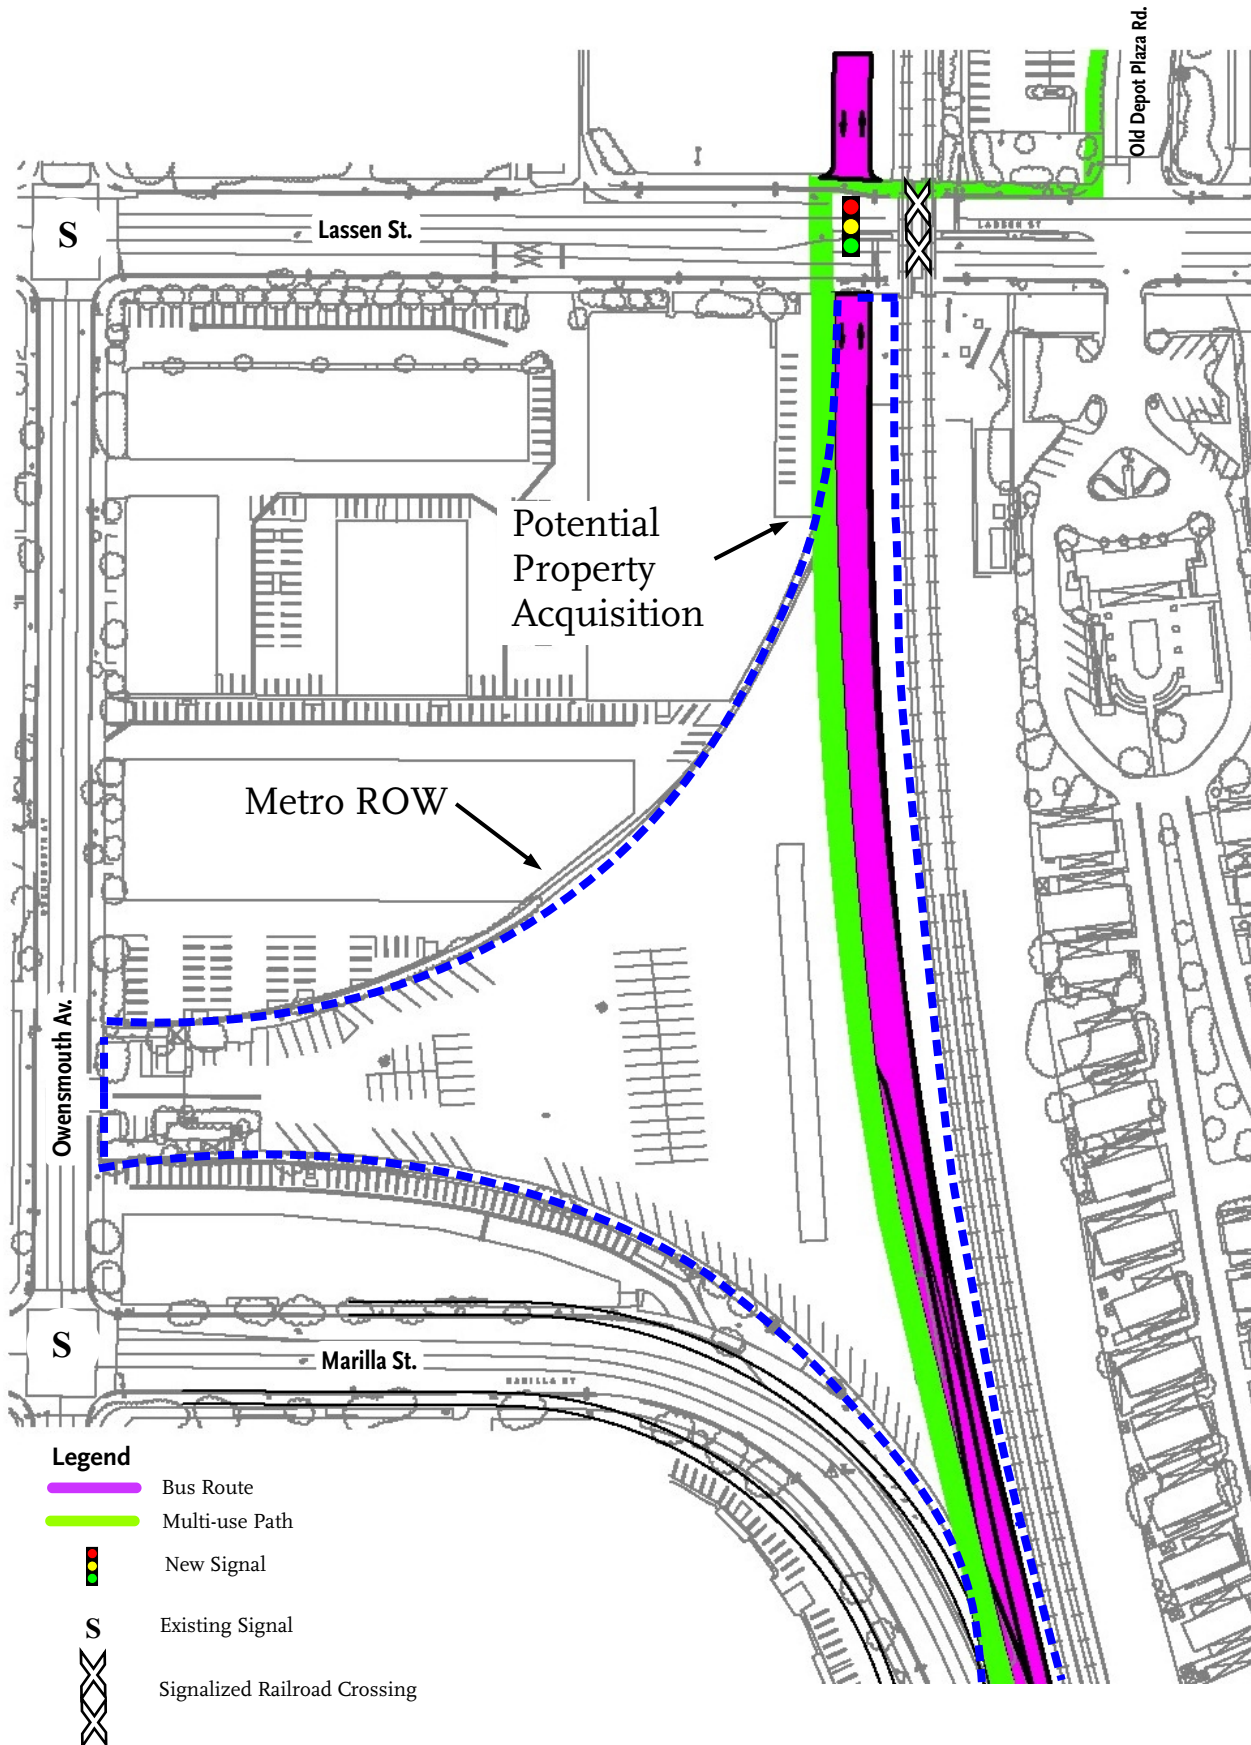 Old Depot Plaza Rd.
S
Lassen St.
LASSEN ST
Potential
Property
Acquisition
Metro ROW
Owensmouth Av.
S
Marilla St.
MARILLA ST
Legend
Bus Route
Multi-use Path
New Signal
S Existing Signal
Signalized Railroad Crossing